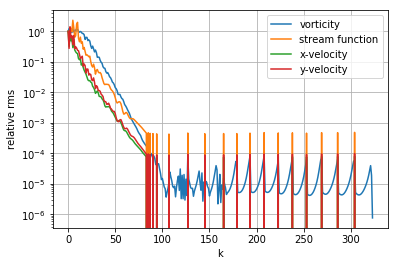 vorticity
stream function
x-velocity
y-velocity
relative rms
10^0
10^-1
10^-2
10^-3
10^-4
10^-5
10^-6
0 50 100 150 200 250 300
k